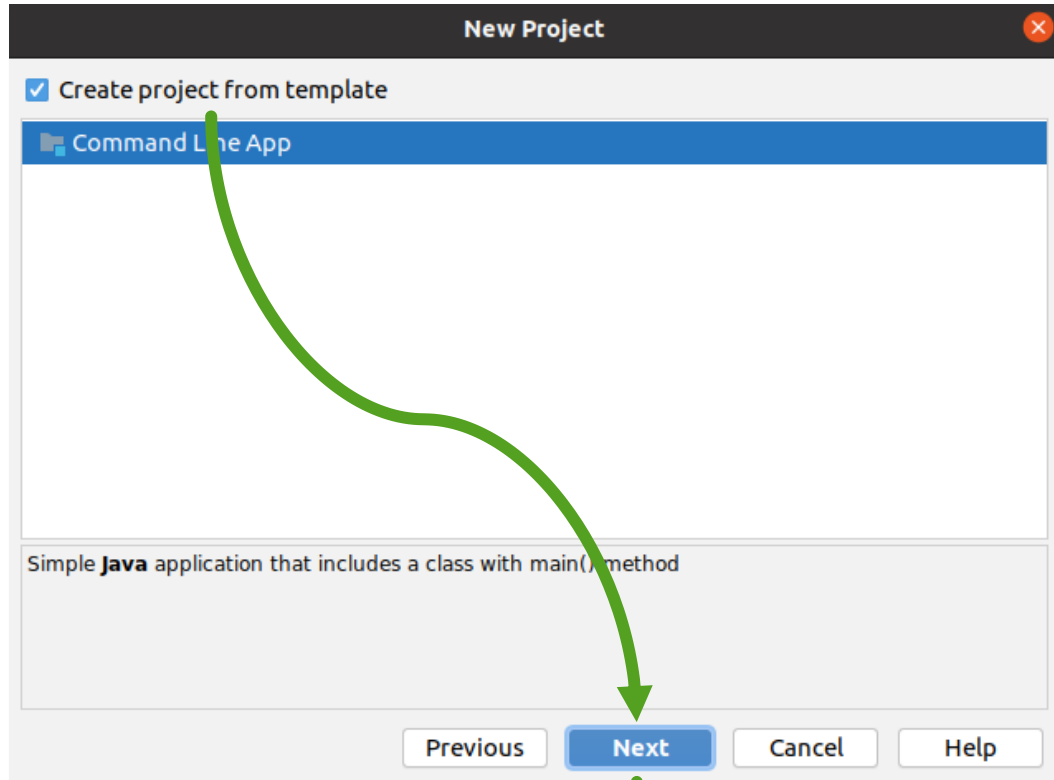 New Project
Create project from template
Command Line App
Simple Java application that includes a class with main() method
Previous Next Cancel Help